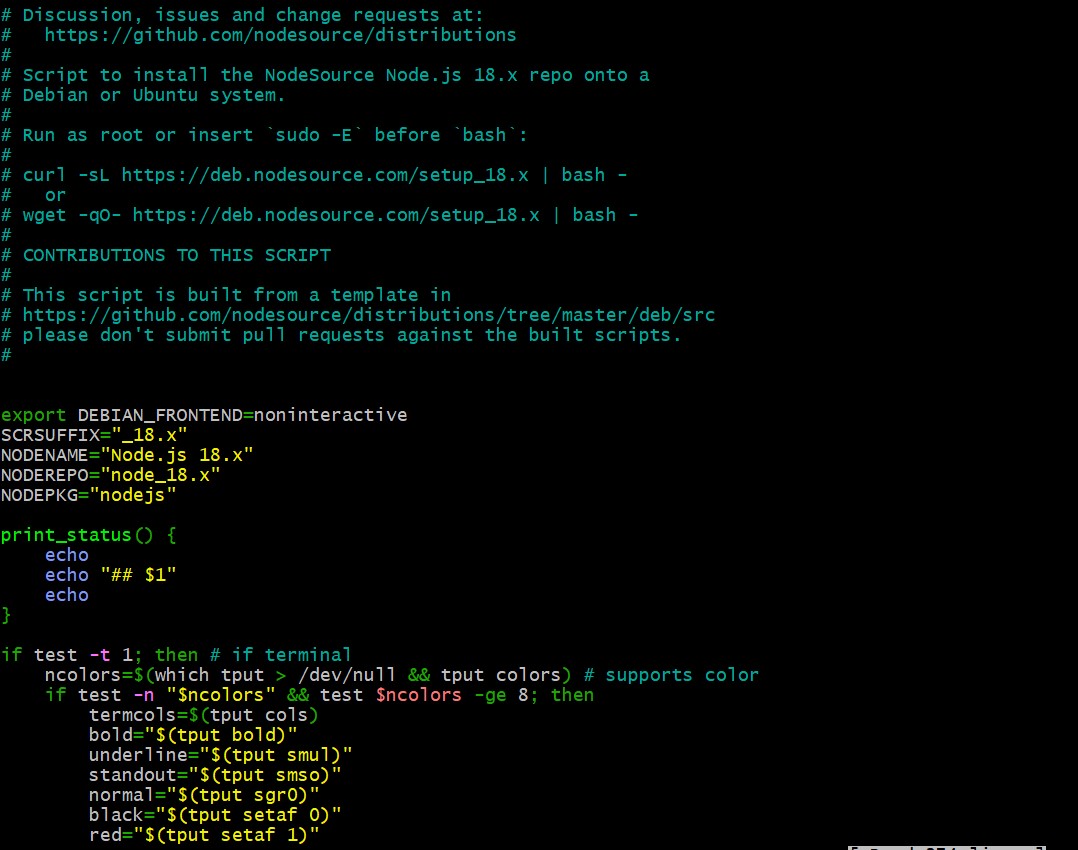 # Discussion, issues and change requests at:
#   https://github.com/nodesource/distributions
#
# Script to install the NodeSource Node.js 18.x repo onto a
# Debian or Ubuntu system.
#
# Run as root or insert `sudo -E` before `bash`:
#
# curl -sL https://deb.nodesource.com/setup_18.x | bash -
#   or
# wget -qO- https://deb.nodesource.com/setup_18.x | bash -
#
# CONTRIBUTIONS TO THIS SCRIPT
#
# This script is built from a template in
# https://github.com/nodesource/distributions/tree/master/deb/src
# please don't submit pull requests against the built scripts.
#


export DEBIAN_FRONTEND=noninteractive
SCRSUFFIX="_18.x"
NODENAME="Node.js 18.x"
NODEREPO="node_18.x"
NODEPKG="nodejs"

print_status() {
    echo
    echo "## $1"
    echo
}

if test -t 1; then # if terminal
    ncolors=$(which tput > /dev/null && tput colors) # supports color
    if test -n "$ncolors" && test $ncolors -ge 8; then
        termcols=$(tput cols)
        bold="$(tput bold)"
        underline="$(tput smul)"
        standout="$(tput smso)"
        normal="$(tput sgr0)"
        black="$(tput setaf 0)"
        red="$(tput setaf 1)"